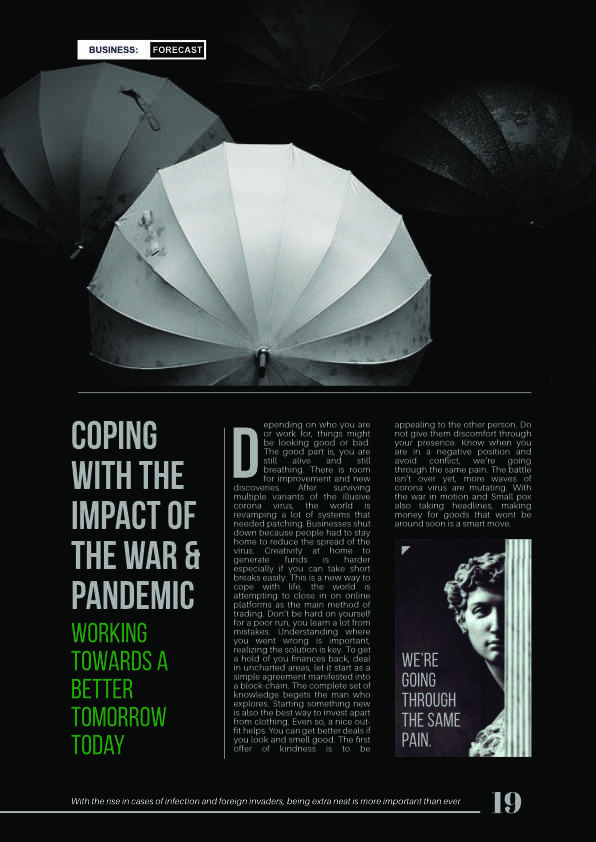 BUSINESS: FORECAST
COPING
WITH THE
IMPACT OF
THE WAR &
PANDEMIC
WORKING
TOWARDS A
BETTER
TOMORROW
TODAY
Depending on who you are
or work for, things might
be looking good or bad.
The good part is, you are
still alive and still
breathing. There is room
for improvement and new
discoveries. After surviving
multiple variants of the illusive
corona virus, the world is
revamping a lot of systems that
needed patching. Businesses shut
down because people had to stay
home to reduce the spread of the
virus. Creativity at home to
generate funds is harder
especially if you can take short
breaks easily. This is a new way to
cope with life, the world is
attempting to close in on online
platforms as the main method of
trading. Don't be hard on yourself
for a poor run, you learn a lot from
mistakes. Understanding where
you went wrong is important,
realizing the solution is key. To get
a hold of you finances back, deal
in uncharted areas, let it start as a
simple agreement manifested into
a block-chain. The complete set of
knowledge begets the man who
explores. Starting something new
is also the best way to invest apart
from clothing. Even so, a nice out-
fit helps. You can get better deals if
you look and smell good. The first
offer of kindness is to be
appealing to the other person. Do
not give them discomfort through
your presence. Know when you
are in a negative position and
avoid conflict, we're going
through the same pain. The battle
isn't over yet, more waves of
corona virus are mutating. With
the war in motion and Small pox
also taking headlines, making
money for goods that wont be
around soon is a smart move.
WE'RE
GOING
THROUGH
THE SAME
PAIN.
With the rise in cases of infection and foreign invaders, being extra neat is more important than ever.
19